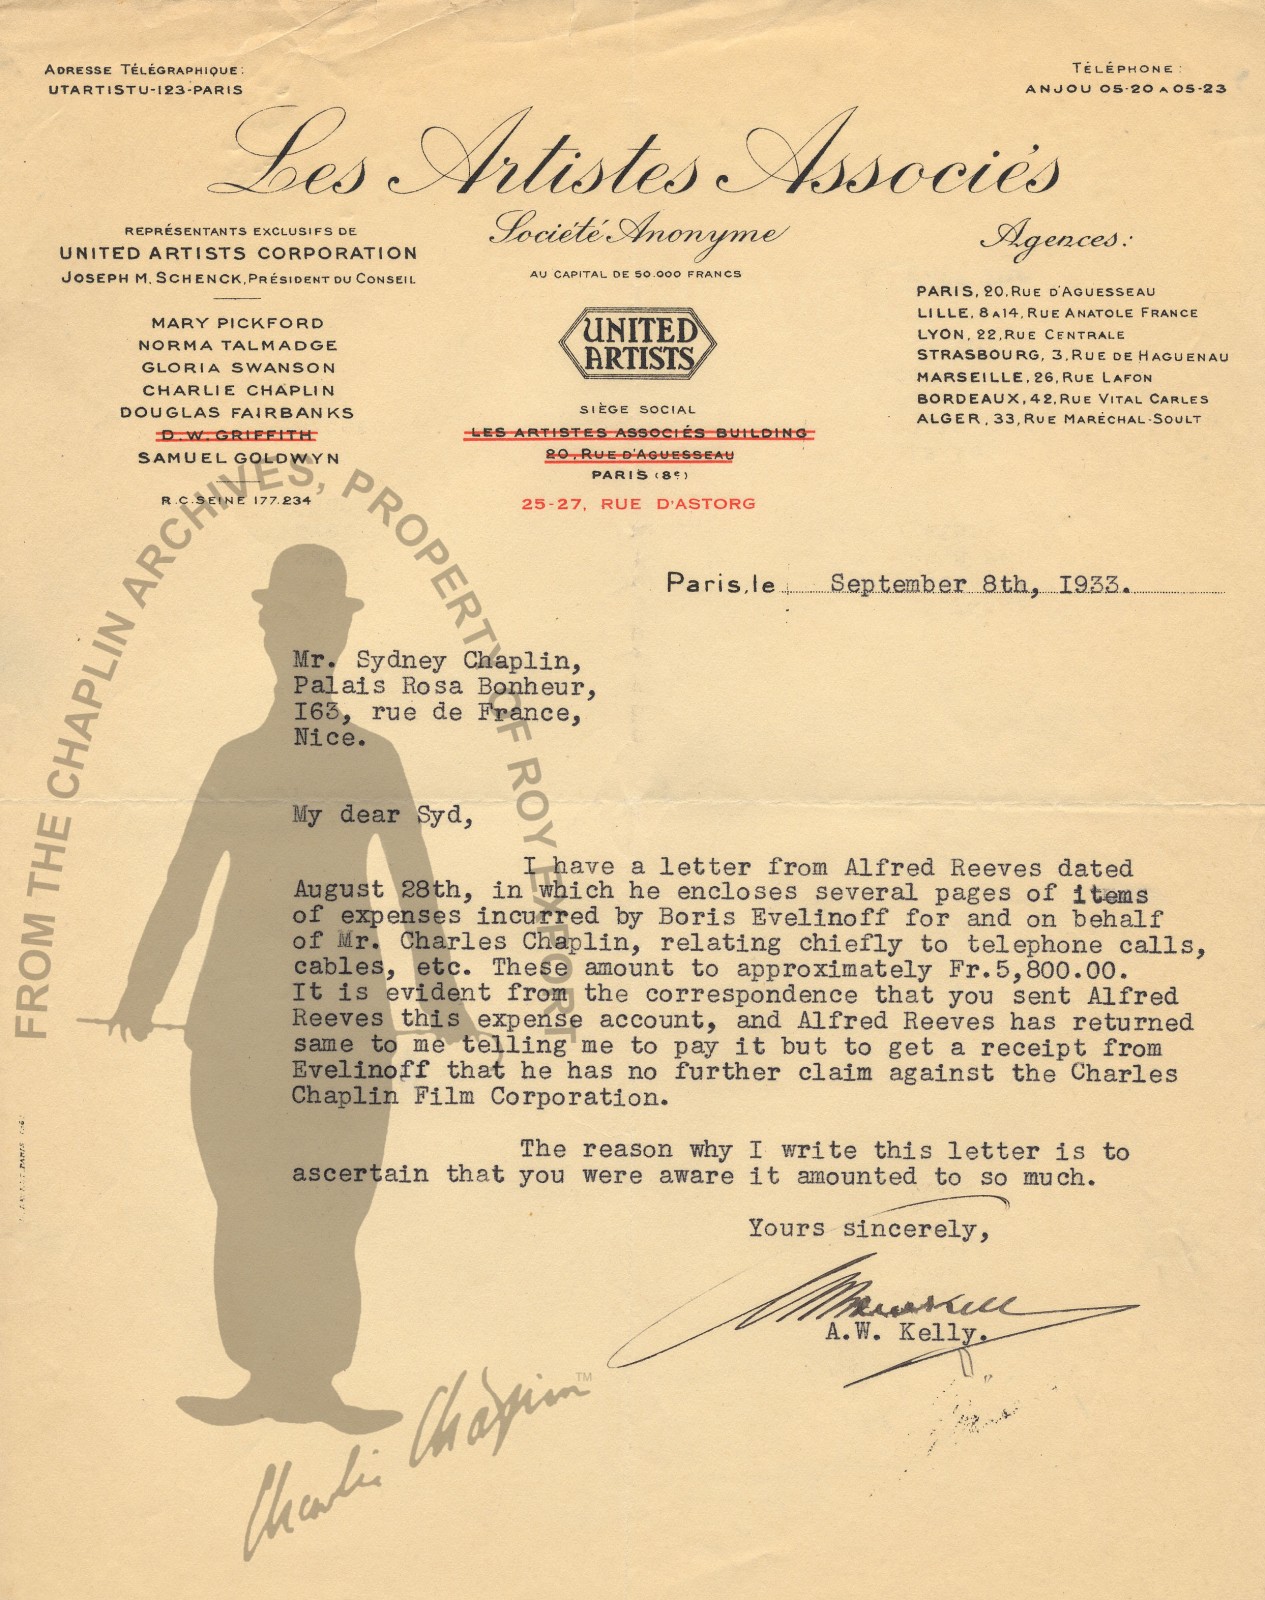 ADRESSE TÉLÉGRAPHIQUE:
UTARTISTU-123-PARIS
TÉLÉPHONE:
ANJOU 05-20 A 05-23
Les Artistes Associés
Société Anonyme
AU CAPITAL DE 50.000 FRANCS
REPRÉSENTANTS EXCLUSIFS DE
UNITED ARTISTS CORPORATION
JOSEPH M. SCHENCK, PRÉSIDENT DU CONSEIL
MARY PICKFORD
NORMA TALMADGE
GLORIA SWANSON
CHARLIE CHAPLIN
DOUGLAS FAIRBANKS
D. W. GRIFFITH
SAMUEL GOLDWYN
R.C. SEINE 177.234
UNITED
ARTISTS
SIÈGE SOCIAL
LES ARTISTES ASSOCIÉS BUILDING
20, RUE D'AGUESSEAU
PARIS (8e)
25-27, RUE D'ASTORG
Agences:
PARIS, 20, RUE D'AGUESSEAU
LILLE, 8 A 14, RUE ANATOLE FRANCE
LYON, 22, RUE CENTRALE
STRASBOURG, 3, RUE DE HAGUENAU
MARSEILLE, 26, RUE LAFON
BORDEAUX, 42, RUE VITAL CARLES
ALGER, 33, RUE MARÉCHAL-SOULT
Paris, le September 8th, I933.
Mr. Sydney Chaplin,
Palais Rosa Bonheur,
I63, rue de France,
Nice.
My dear Syd,
I have a letter from Alfred Reeves dated
August 28th, in which he encloses several pages of items
of expenses incurred by Boris Evelinoff for and on behalf
of Mr. Charles Chaplin, relating chiefly to telephone calls,
cables, etc. These amount to approximately Fr.5,800.00.
It is evident from the correspondence that you sent Alfred
Reeves this expense account, and Alfred Reeves has returned
same to me telling me to pay it but to get a receipt from
Evelinoff that he has no further claim against the Charles
Chaplin Film Corporation.
The reason why I write this letter is to
ascertain that you were aware it amounted to so much.
Yours sincerely,
A.W. Kelly.
FROM THE CHAPLIN ARCHIVES, PROPERTY OF ROY EXPORT
Charlie Chaplin™